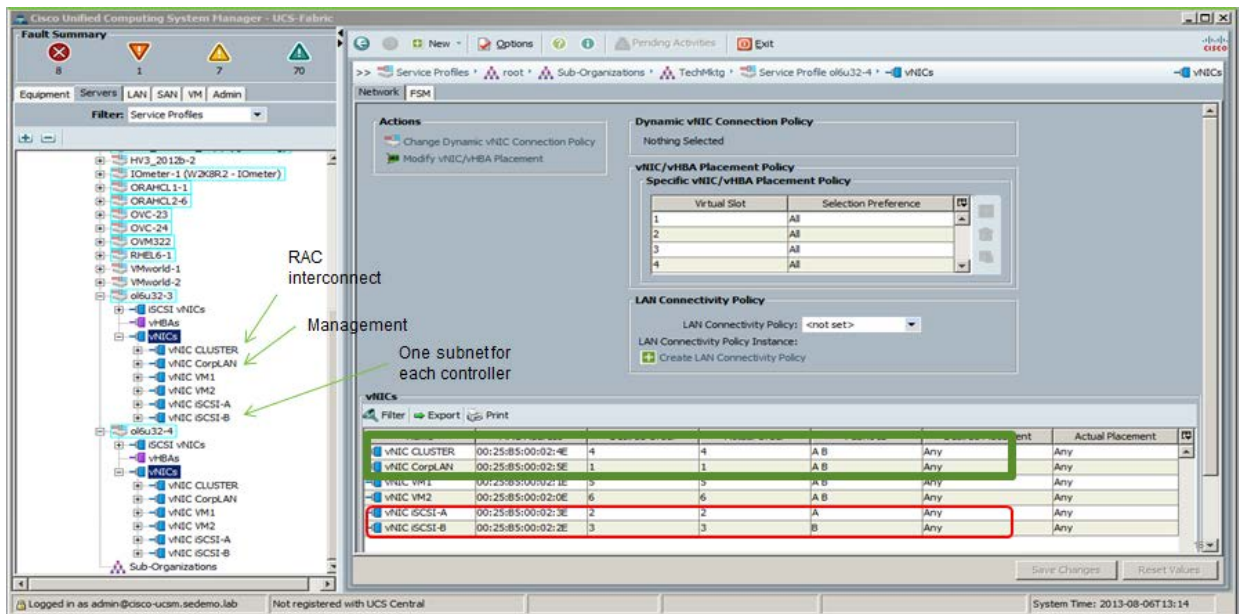 Cisco Unified Computing System Manager - UCS-Fabric
Fault Summary
8 1 7 70
New Options Pending Activities Exit
CISCO
>> Service Profiles root Sub-Organizations TechMktg Service Profile ol6u32-4 vNICs
vNICs
Equipment Servers LAN SAN VM Admin
Filter: Service Profiles
HV3_2012b-2
IOmeter-1 (W2K8R2 - IOmeter)
ORAHCL1-1
ORAHCL2-6
OVC-23
OVC-24
OVM322
RHEL6-1
VMworld-1
VMworld-2
ol6u32-3
iSCSI vNICs
vHBAs
vNICs
vNIC CLUSTER
vNIC CorpLAN
vNIC VM1
vNIC VM2
vNIC iSCSI-A
vNIC iSCSI-B
ol6u32-4
iSCSI vNICs
vHBAs
vNICs
vNIC CLUSTER
vNIC CorpLAN
vNIC VM1
vNIC VM2
vNIC iSCSI-A
vNIC iSCSI-B
Sub-Organizations
RAC
interconnect
Management
One subnet for
each controller
Network FSM
Actions
Change Dynamic vNIC Connection Policy
Modify vNIC/vHBA Placement
Dynamic vNIC Connection Policy
Nothing Selected
vNIC/vHBA Placement Policy
Specific vNIC/vHBA Placement Policy
Virtual Slot Selection Preference
1 All
2 All
3 All
4 All
LAN Connectivity Policy
LAN Connectivity Policy: <not set>
LAN Connectivity Policy Instance:
Create LAN Connectivity Policy
vNICs
Filter Export Print
Actual Placement
vNIC CLUSTER 00:25:B5:00:02:4E 4 4 A B Any Any
vNIC CorpLAN 00:25:B5:00:02:5E 1 1 A B Any Any
vNIC VM1 00:25:B5:00:02:1E 5 5 A B Any Any
vNIC VM2 00:25:B5:00:02:0E 6 6 A B Any Any
vNIC iSCSI-A 00:25:B5:00:02:3E 2 2 A Any Any
vNIC iSCSI-B 00:25:B5:00:02:2E 3 3 B Any Any
Save Changes Reset Values
Logged in as admin@cisco-ucsm.sedemo.lab Not registered with UCS Central System Time: 2013-08-06T13:14